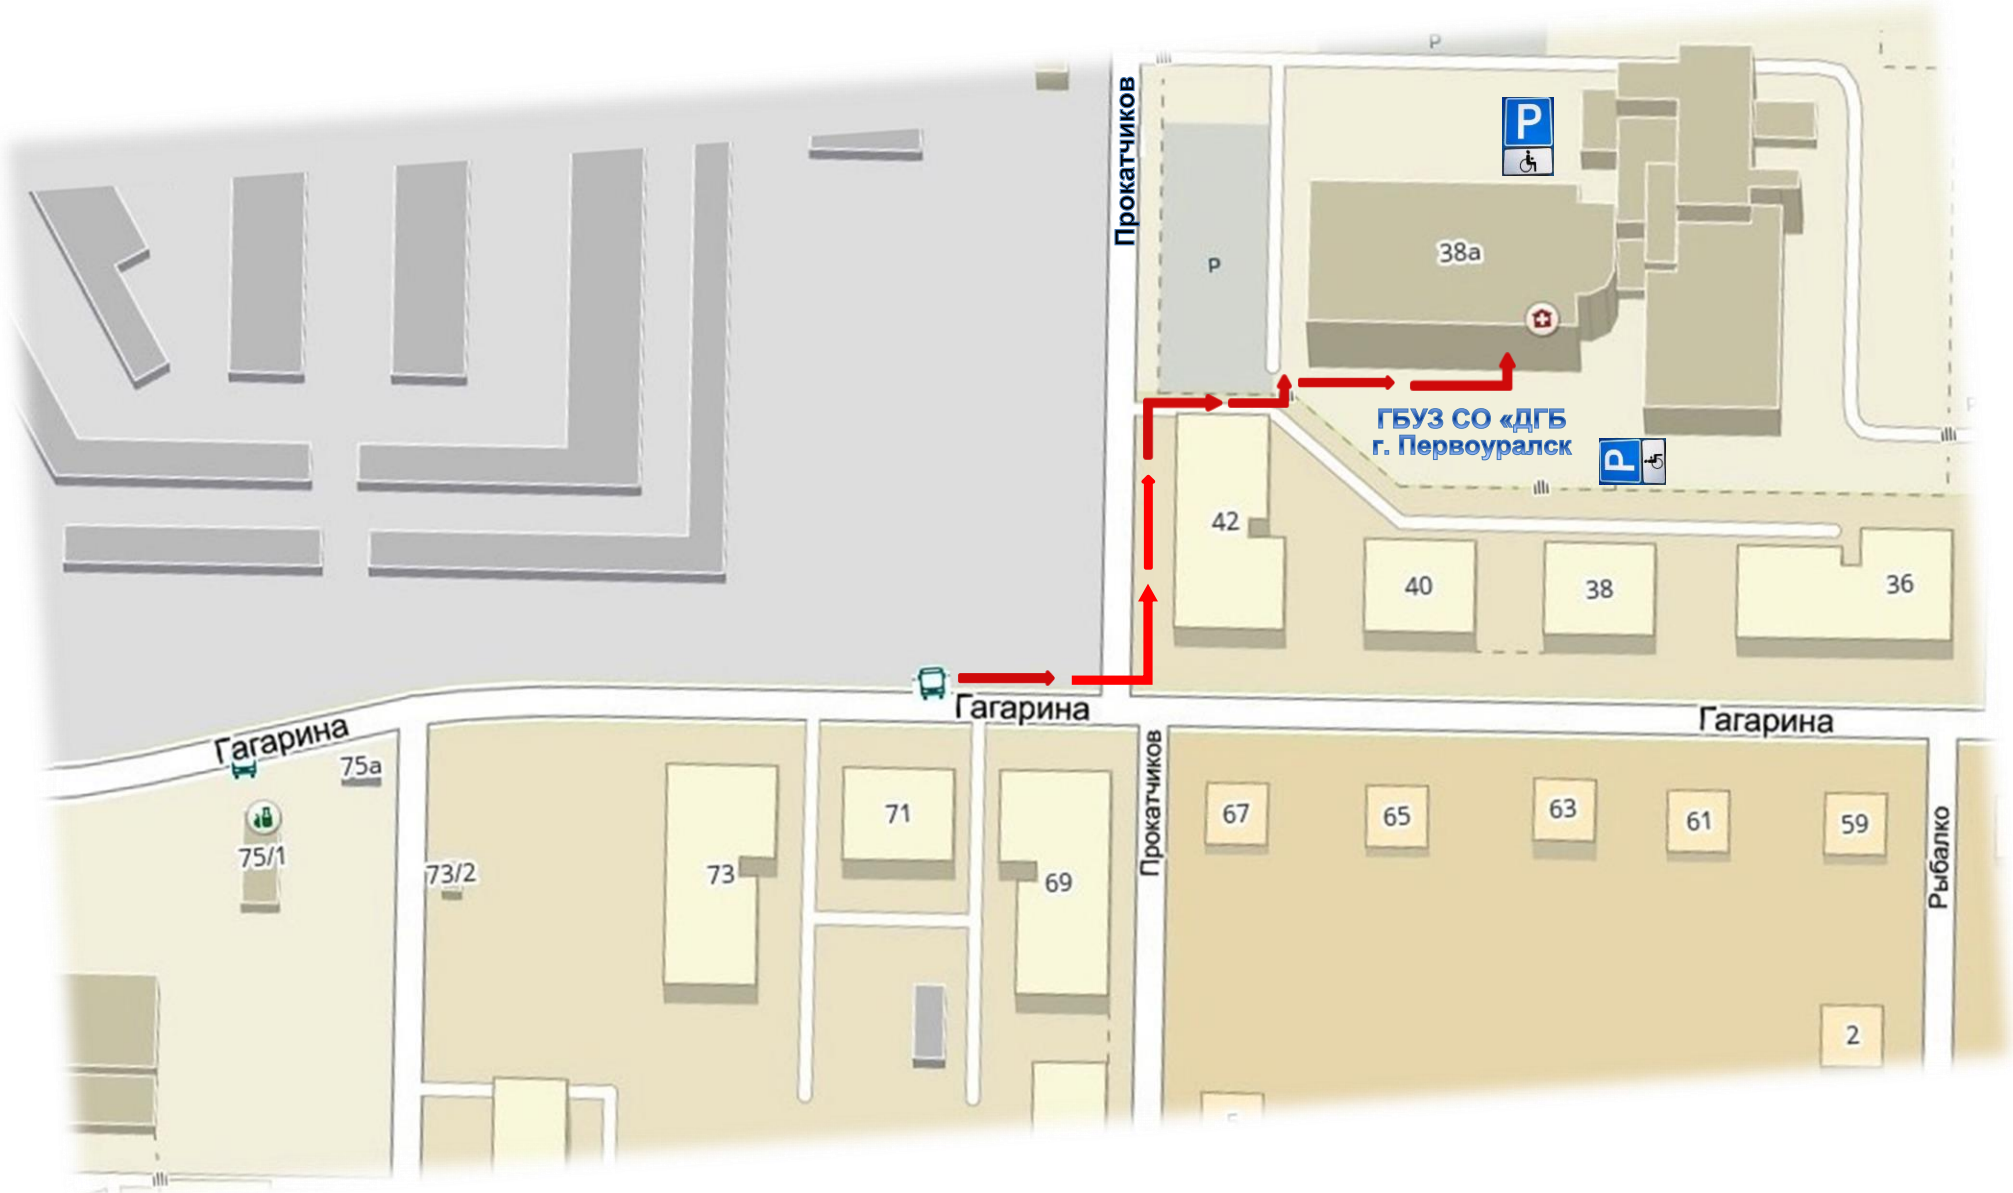 P
Прокатчиков
P
P
38а
ГБУЗ СО «ДГБ
г. Первоуралск
P
42
40
38
36
Гагарина
Гагарина
Гагарина
75а
75/1
73/2
73
71
69
Прокатчиков
67
65
63
61
59
Рыбалко
2